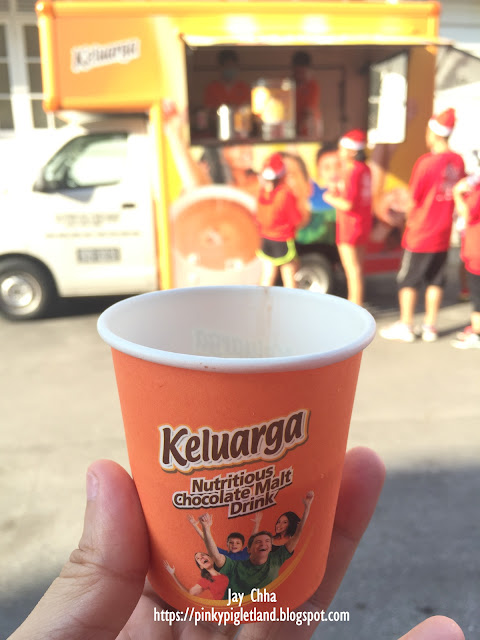 Keluarga
Keluarga
Nutritious
Chocolate Malt
Drink
Jay Chha
https://pinkypigletland.blogspot.com